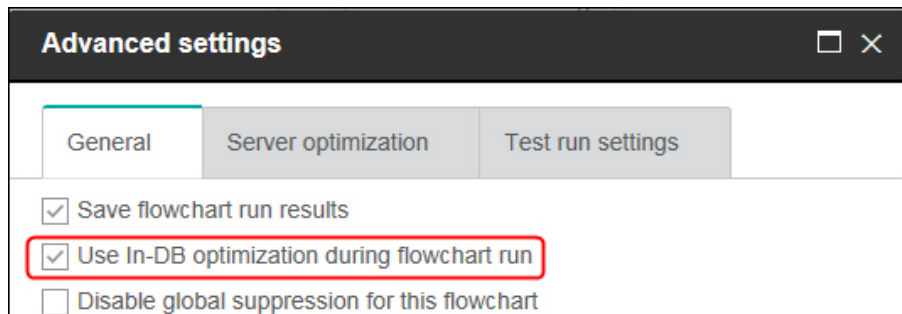 Advanced settings
General Server optimization Test run settings
Save flowchart run results
Use In-DB optimization during flowchart run
Disable global suppression for this flowchart